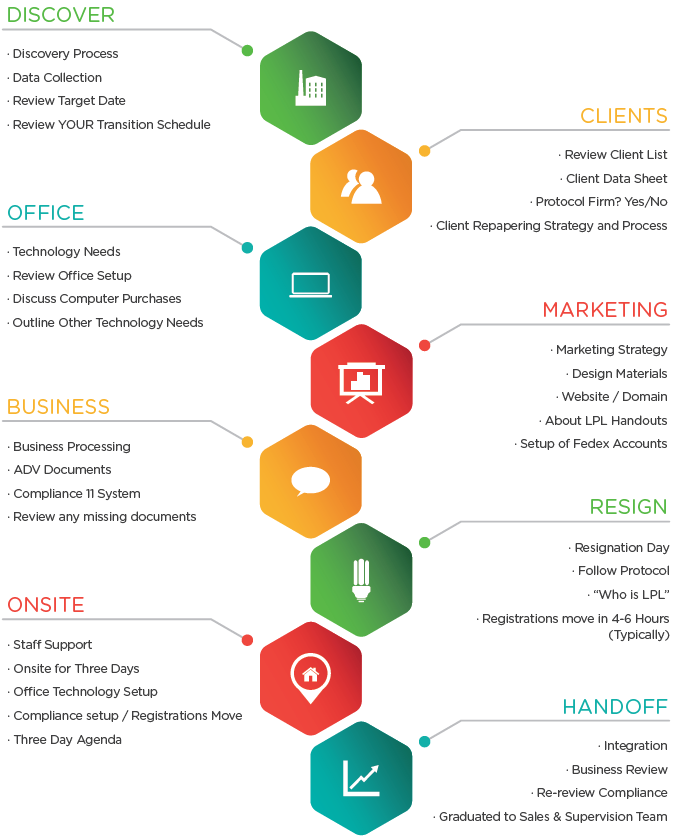 DISCOVER
· Discovery Process
· Data Collection
· Review Target Date
· Review YOUR Transition Schedule
CLIENTS
· Review Client List
· Client Data Sheet
· Protocol Firm? Yes/No
· Client Repapering Strategy and Process
OFFICE
· Technology Needs
· Review Office Setup
· Discuss Computer Purchases
· Outline Other Technology Needs
MARKETING
· Marketing Strategy
· Design Materials
· Website / Domain
· About LPL Handouts
· Setup of Fedex Accounts
BUSINESS
· Business Processing
· ADV Documents
· Compliance 11 System
· Review any missing documents
RESIGN
· Resignation Day
· Follow Protocol
· “Who is LPL”
· Registrations move in 4-6 Hours
(Typically)
ONSITE
· Staff Support
· Onsite for Three Days
· Office Technology Setup
· Compliance setup / Registrations Move
· Three Day Agenda
HANDOFF
· Integration
· Business Review
· Re-review Compliance
· Graduated to Sales & Supervision Team